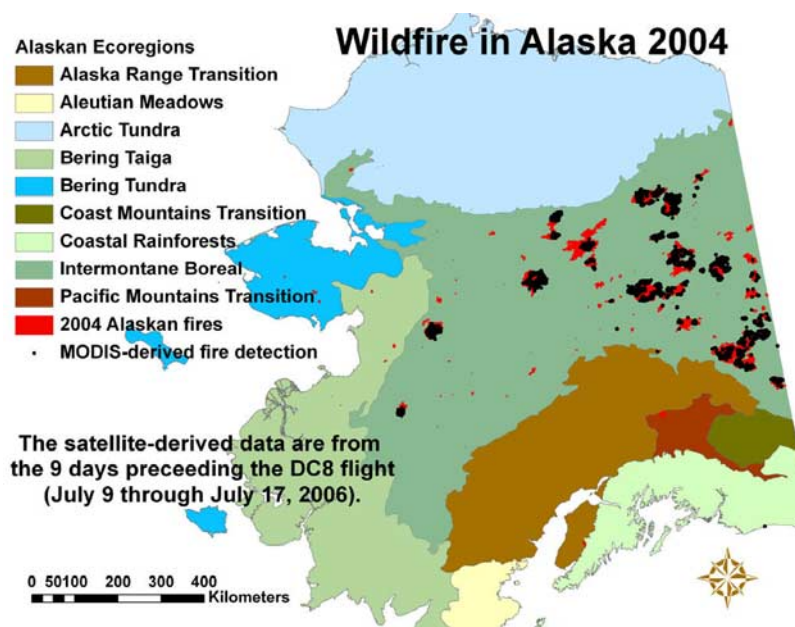 Wildfire in Alaska 2004
Alaskan Ecoregions
Alaska Range Transition
Aleutian Meadows
Arctic Tundra
Bering Taiga
Bering Tundra
Coast Mountains Transition
Coastal Rainforests
Intermontane Boreal
Pacific Mountains Transition
2004 Alaskan fires
MODIS-derived fire detection
The satellite-derived data are from
the 9 days preceeding the DC8 flight
(July 9 through July 17, 2006).
0 50100 200 300 400
Kilometers